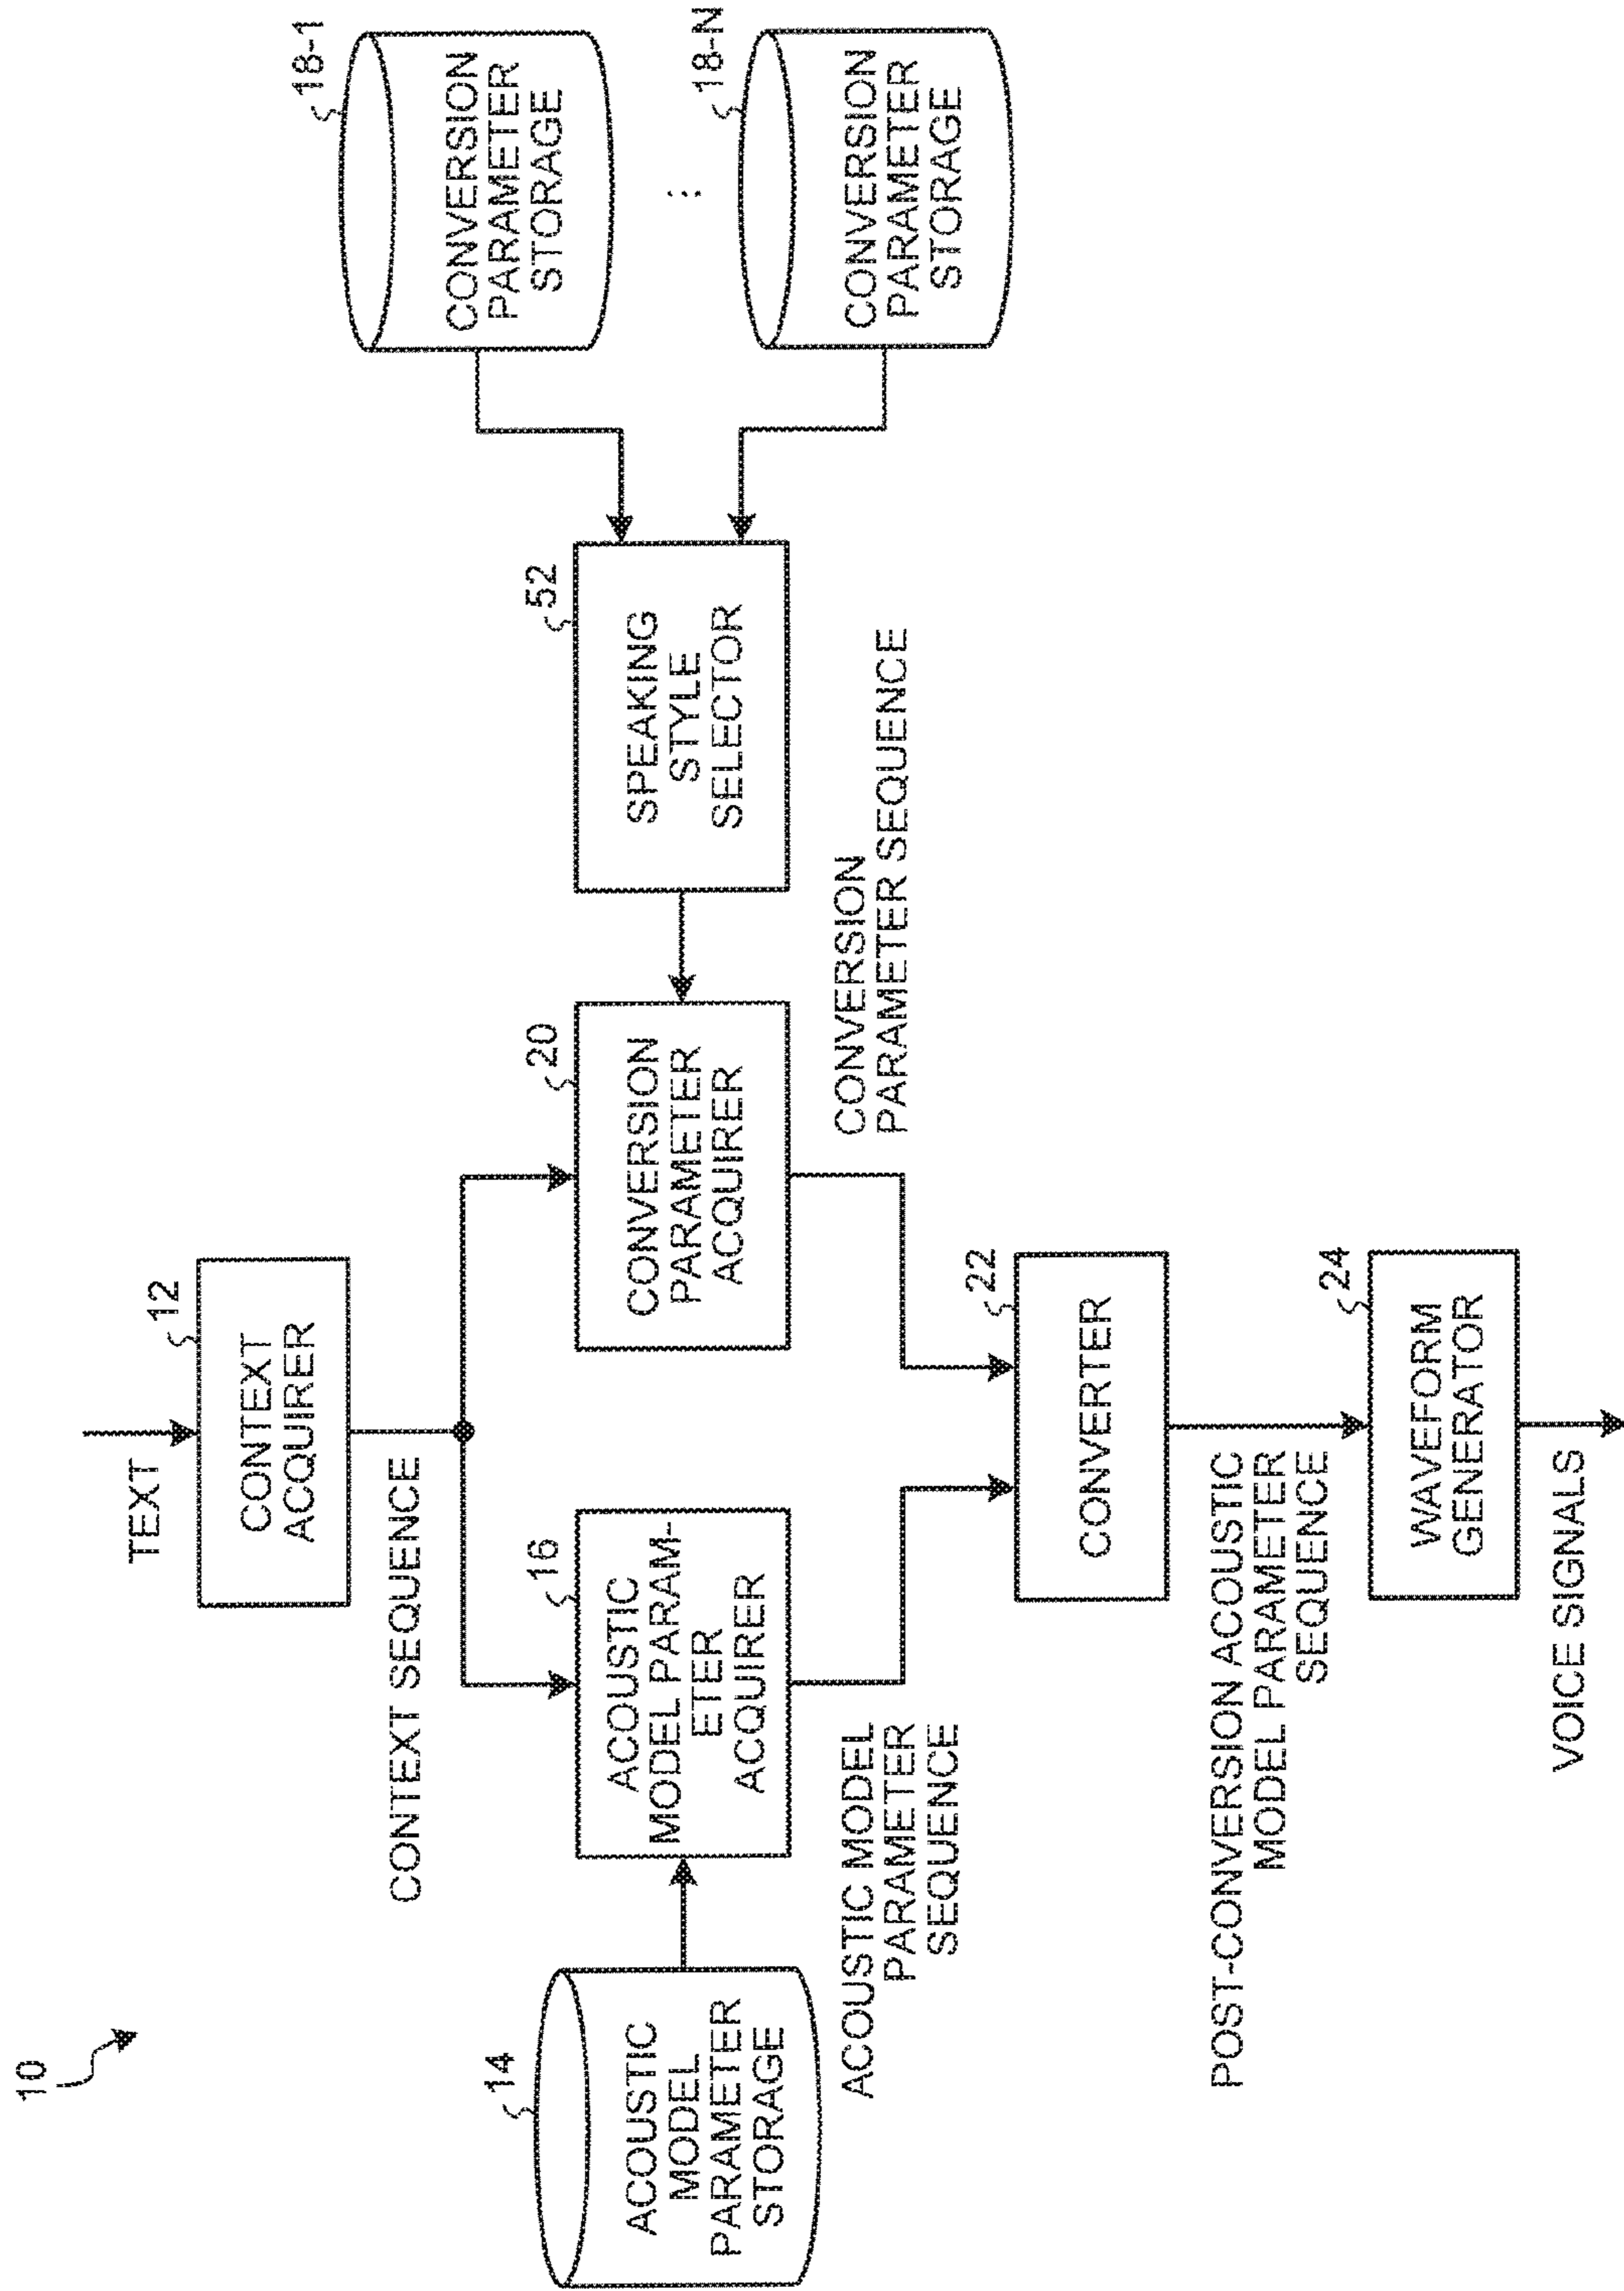 10
TEXT
12
CONTEXT
ACQUIRER
CONTEXT SEQUENCE
14
ACOUSTIC
MODEL
PARAMETER
STORAGE
16
ACOUSTIC
MODEL PARAM-
ETER
ACQUIRER
20
CONVERSION
PARAMETER
ACQUIRER
52
SPEAKING
STYLE
SELECTOR
18-1
CONVERSION
PARAMETER
STORAGE
...
18-N
CONVERSION
PARAMETER
STORAGE
ACOUSTIC MODEL
PARAMETER
SEQUENCE
CONVERSION
PARAMETER SEQUENCE
22
CONVERTER
POST-CONVERSION ACOUSTIC
MODEL PARAMETER
SEQUENCE
24
WAVEFORM
GENERATOR
VOICE SIGNALS